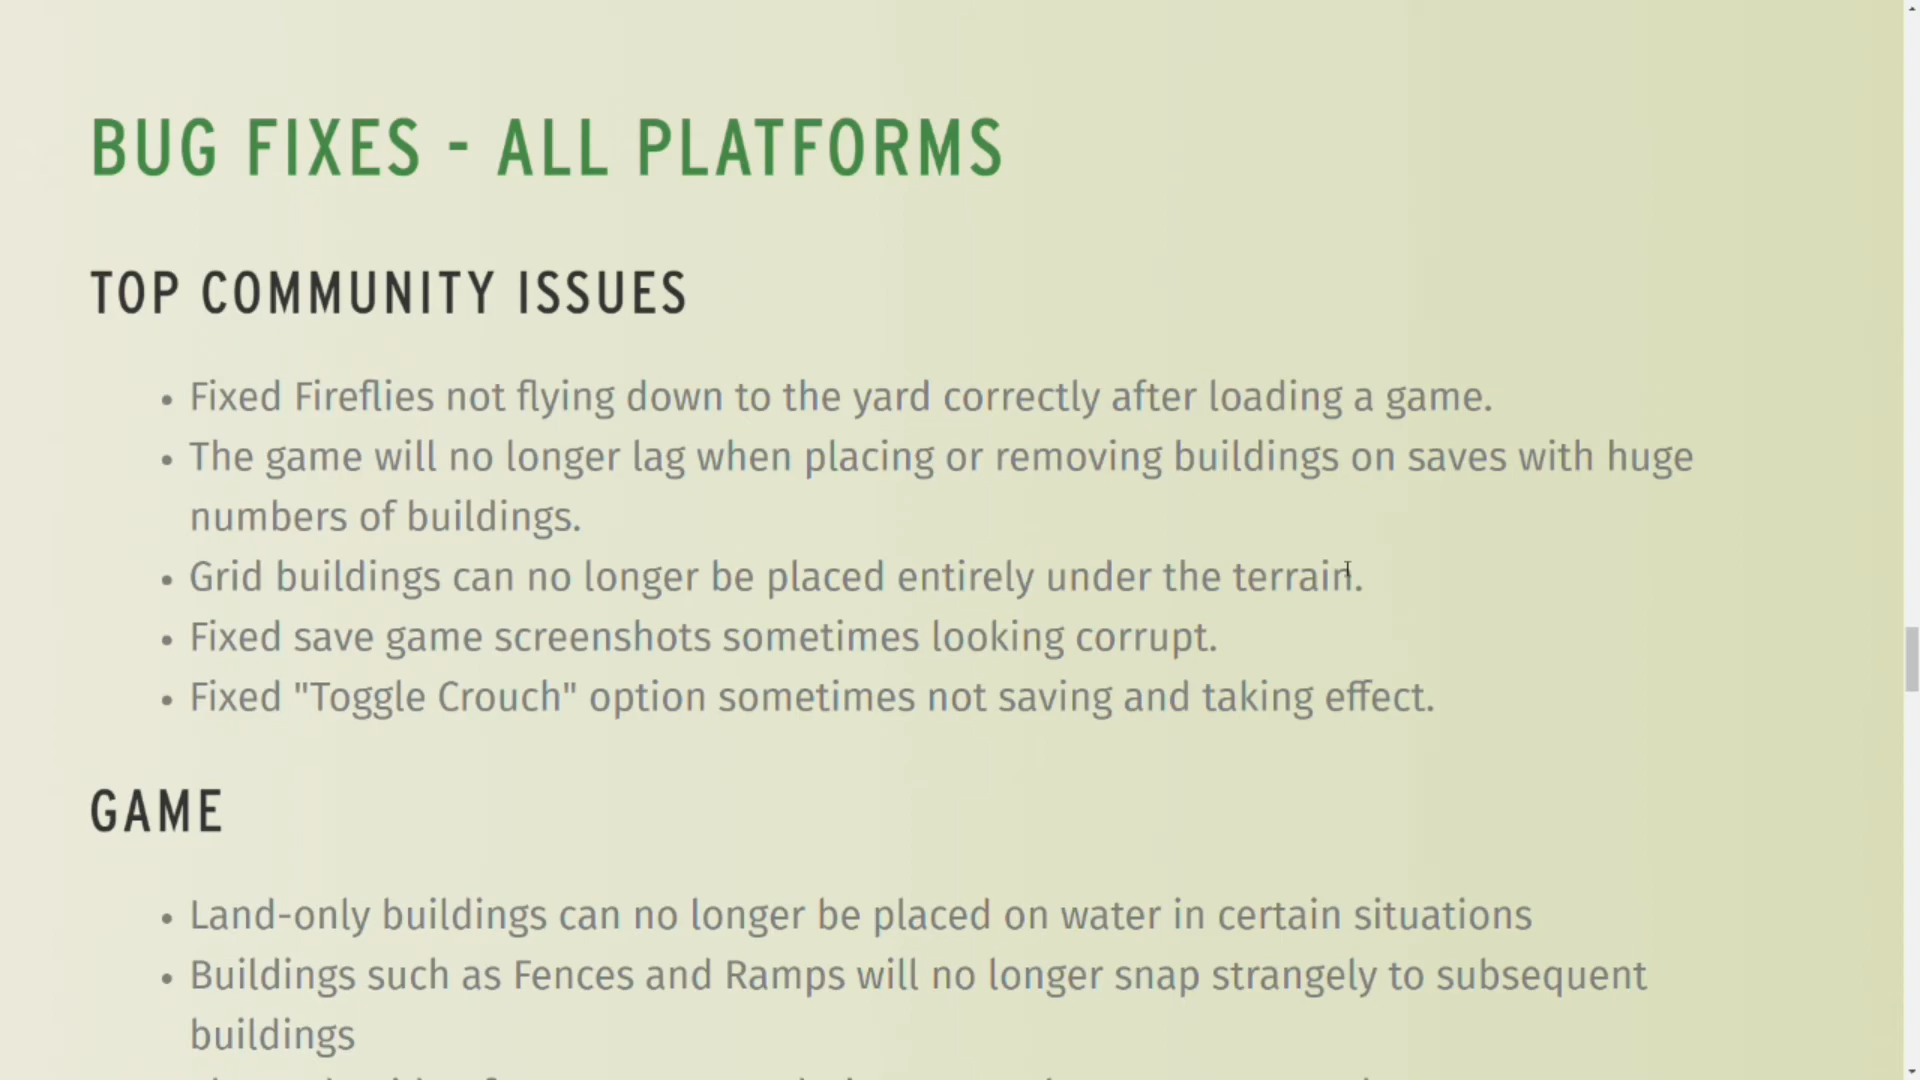 BUG FIXES - ALL PLATFORMS
TOP COMMUNITY ISSUES
• Fixed Fireflies not flying down to the yard correctly after loading a game.
• The game will no longer lag when placing or removing buildings on saves with huge
numbers of buildings.
• Grid buildings can no longer be placed entirely under the terrain.
• Fixed save game screenshots sometimes looking corrupt.
• Fixed "Toggle Crouch" option sometimes not saving and taking effect.
GAME
• Land-only buildings can no longer be placed on water in certain situations
• Buildings such as Fences and Ramps will no longer snap strangely to subsequent
buildings